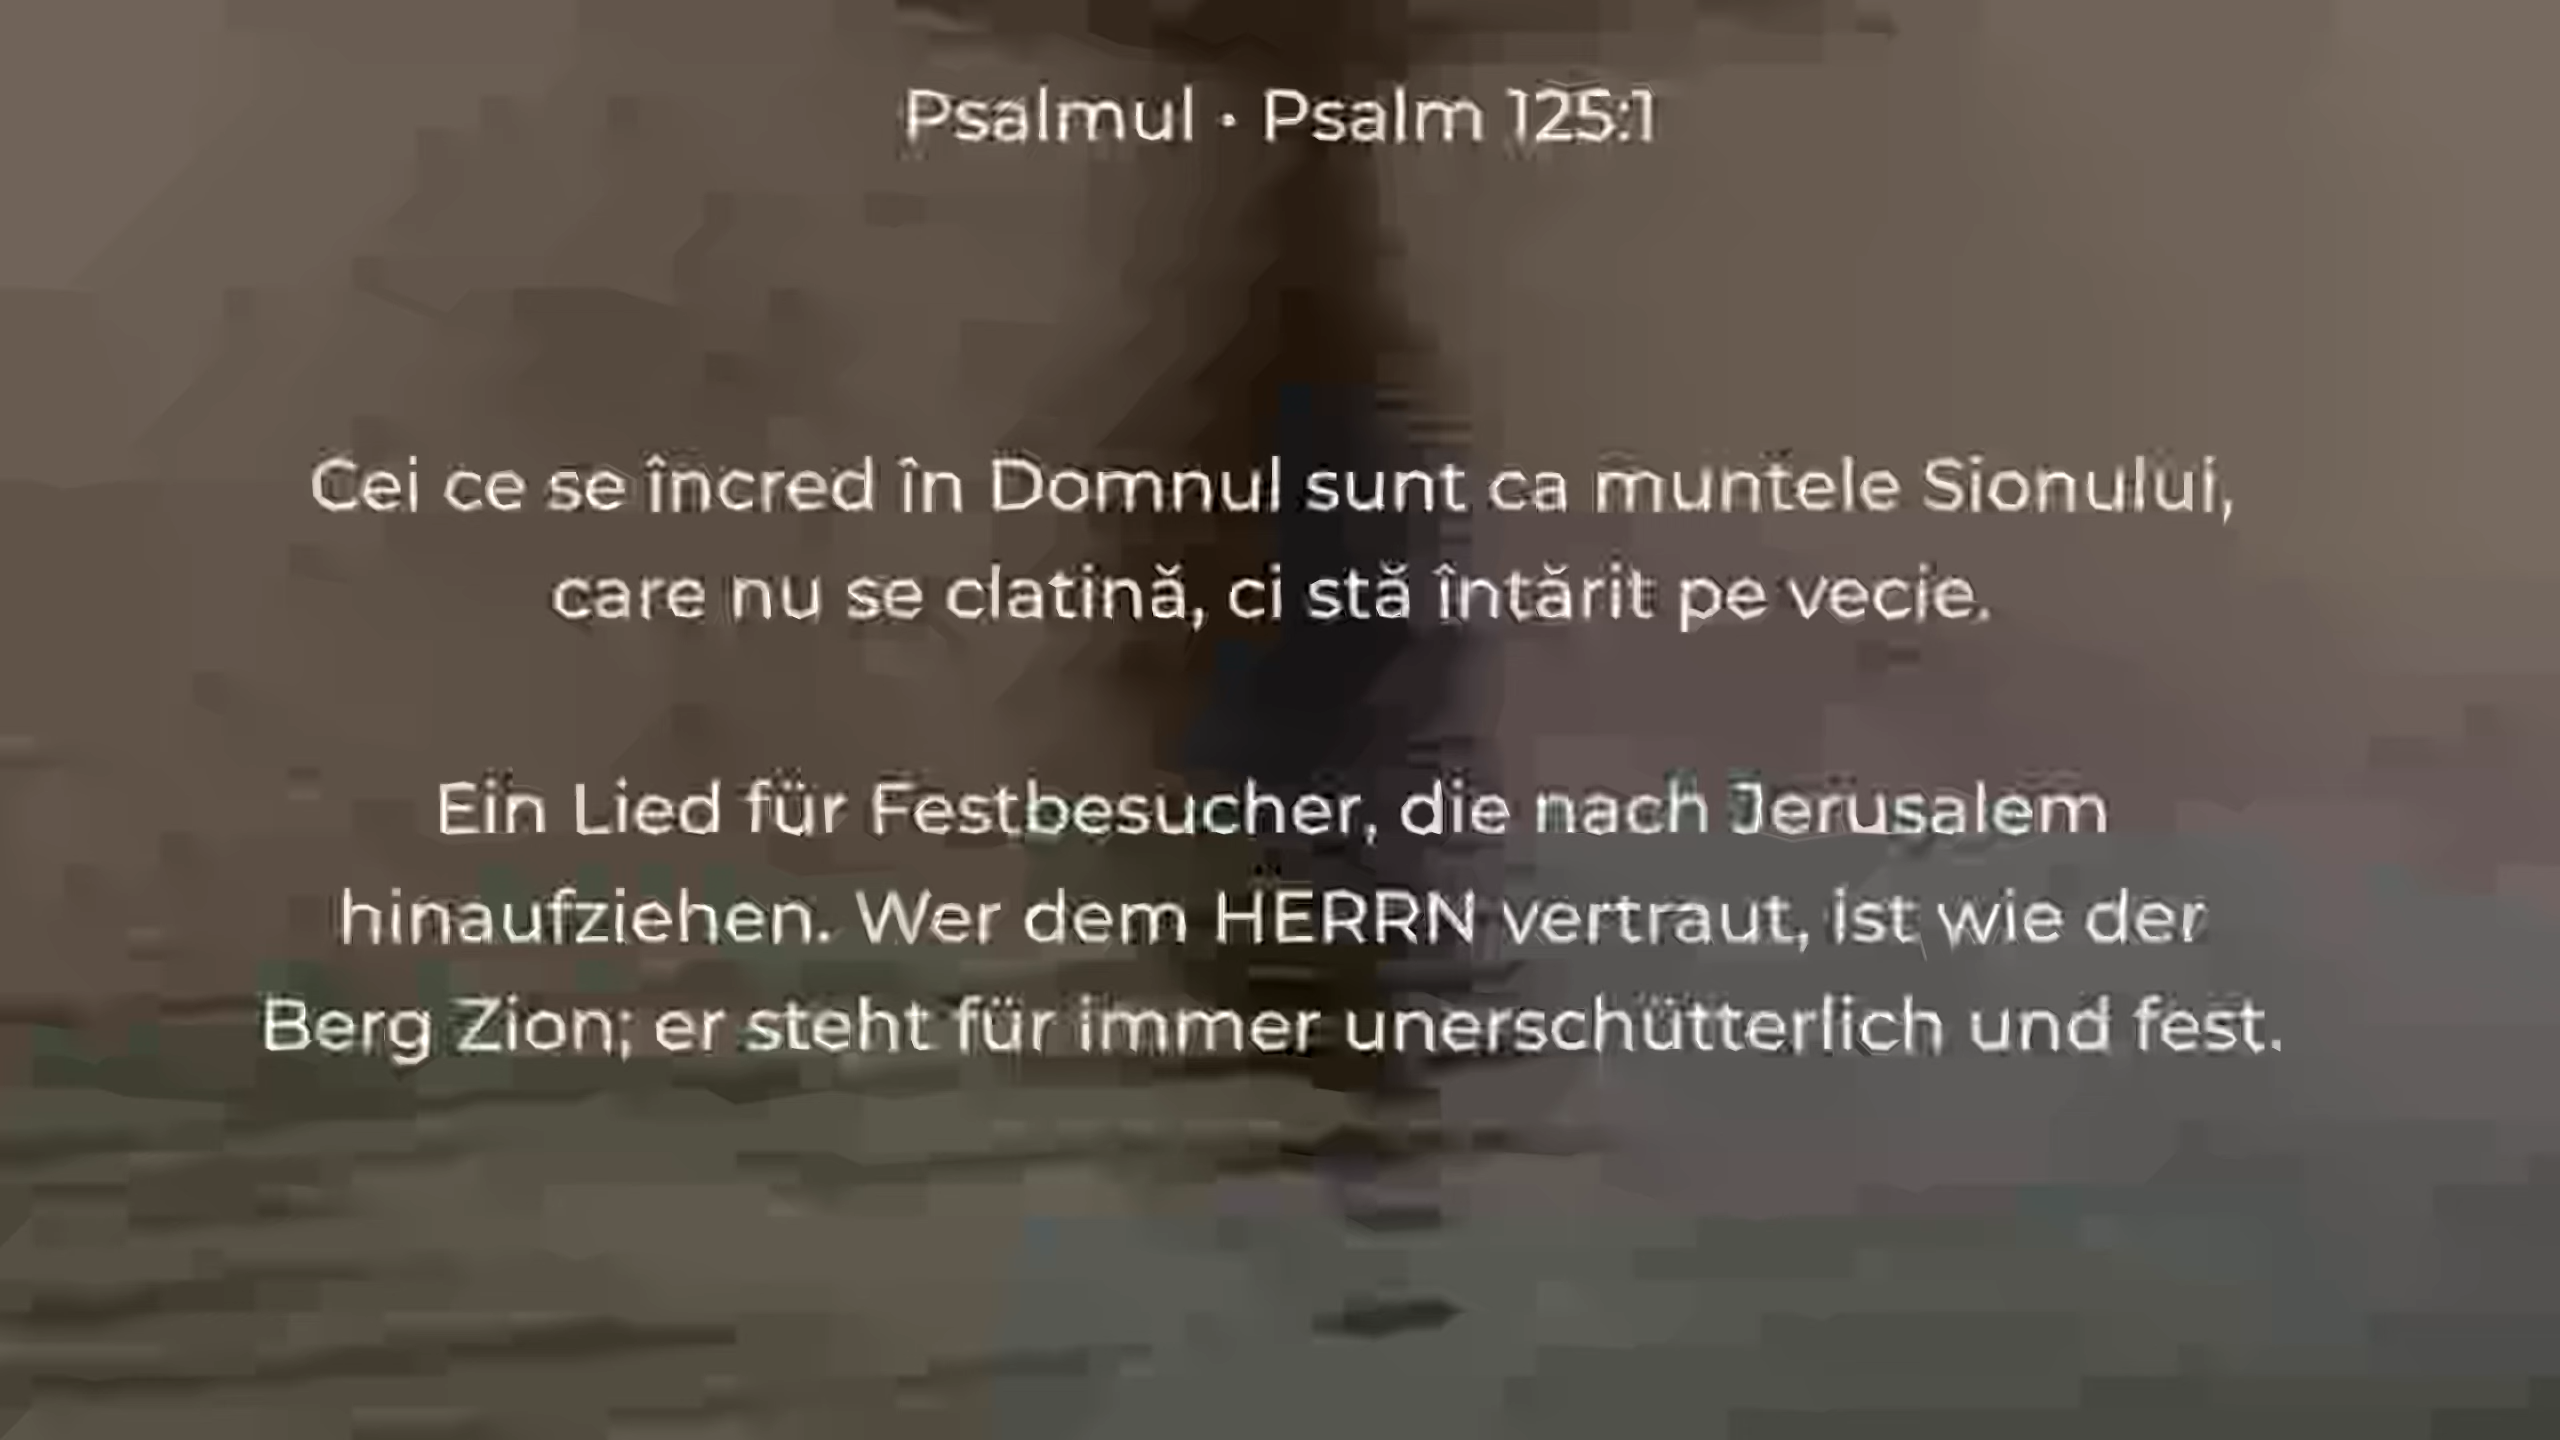 Psalmul · Psalm 125:1
Cei ce se încred în Domnul sunt ca muntele Sionului,
care nu se clatină, ci stă întărit pe vecie.
Ein Lied für Festbesucher, die nach Jerusalem
hinaufziehen. Wer dem HERRN vertraut, ist wie der
Berg Zion; er steht für immer unerschütterlich und fest.